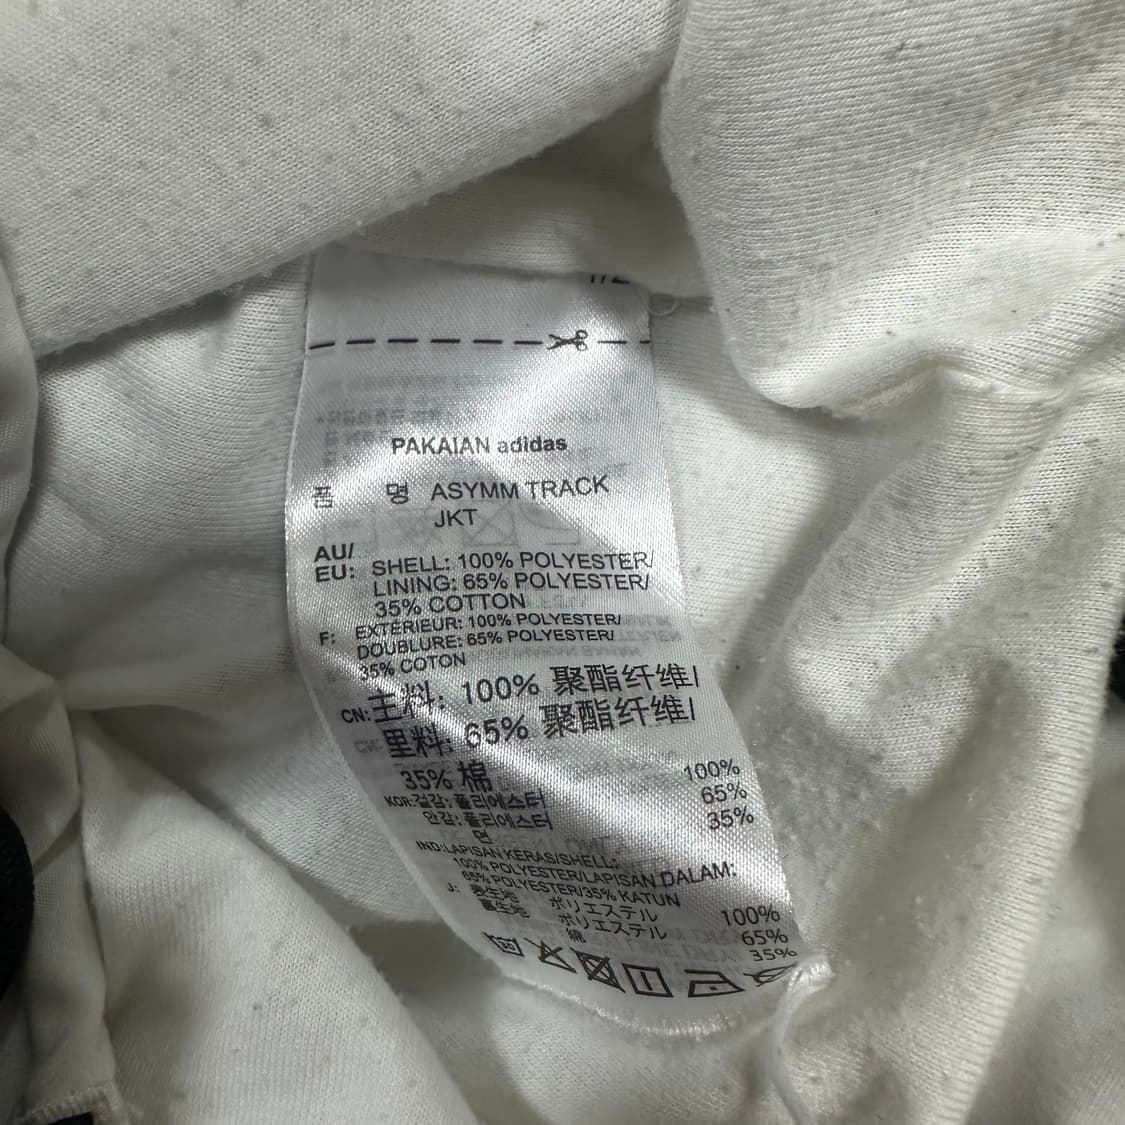 PAKAIAN adidas
품 명 ASYMM TRACK
JKT
AU/
EU: SHELL: 100% POLYESTER/
LINING: 65% POLYESTER/
35% COTTON
F: EXTÉRIEUR: 100% POLYESTER/
DOUBLURE: 65% POLYESTER/
35% COTON
CN: 主料: 100% 聚酯纤维/
里料: 65% 聚酯纤维/
35% 棉
KOR: 겉감: 폴리에스터 100%
안감: 폴리에스터 65%
면 35%
IND: LAPISAN KERAS/SHELL:
100% POLYESTER/LAPISAN DALAM:
65% POLYESTER/35% KATUN
J: 表生地 ポリエステル 100%
裏生地 ポリエステル 65%
綿 35%